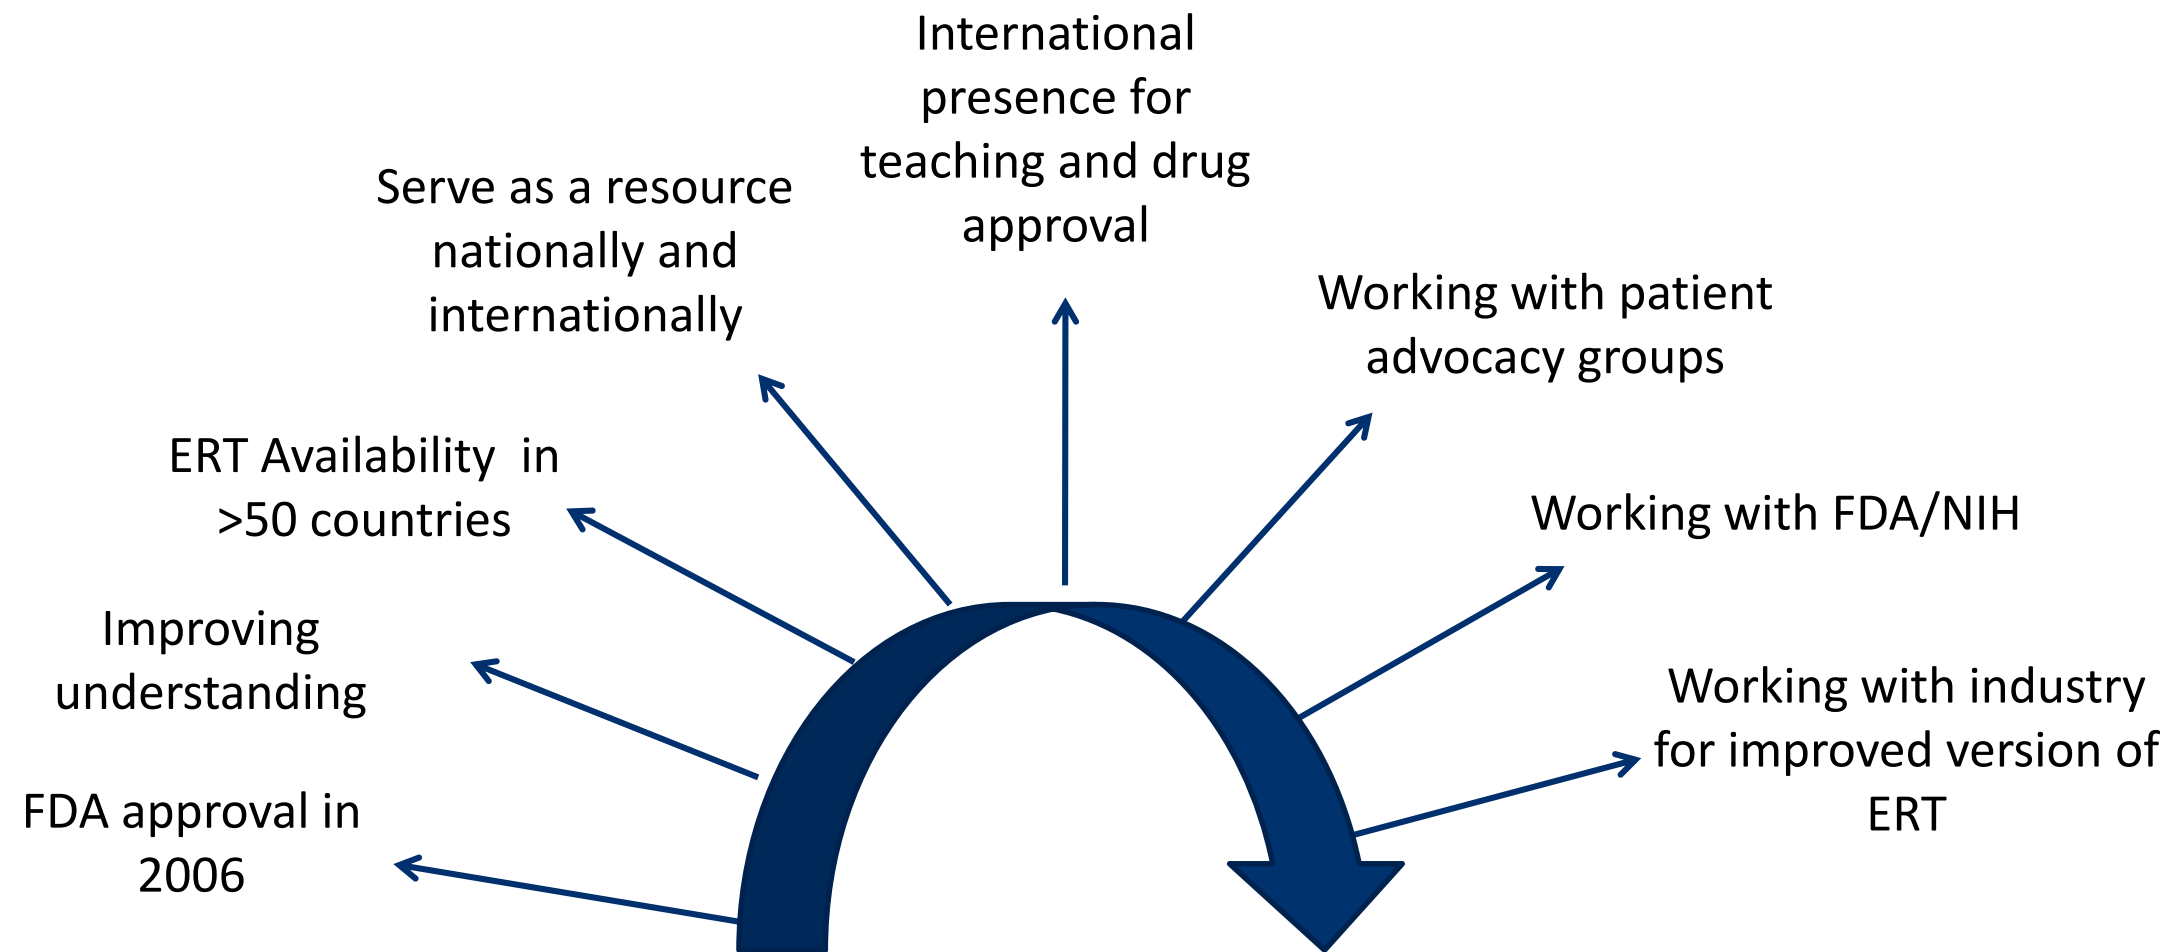 International
presence for
teaching and drug
approval
Serve as a resource
nationally and
internationally
Working with patient
advocacy groups
ERT Availability  in
>50 countries
Working with FDA/NIH
Improving
understanding
Working with industry
for improved version of
ERT
FDA approval in
2006